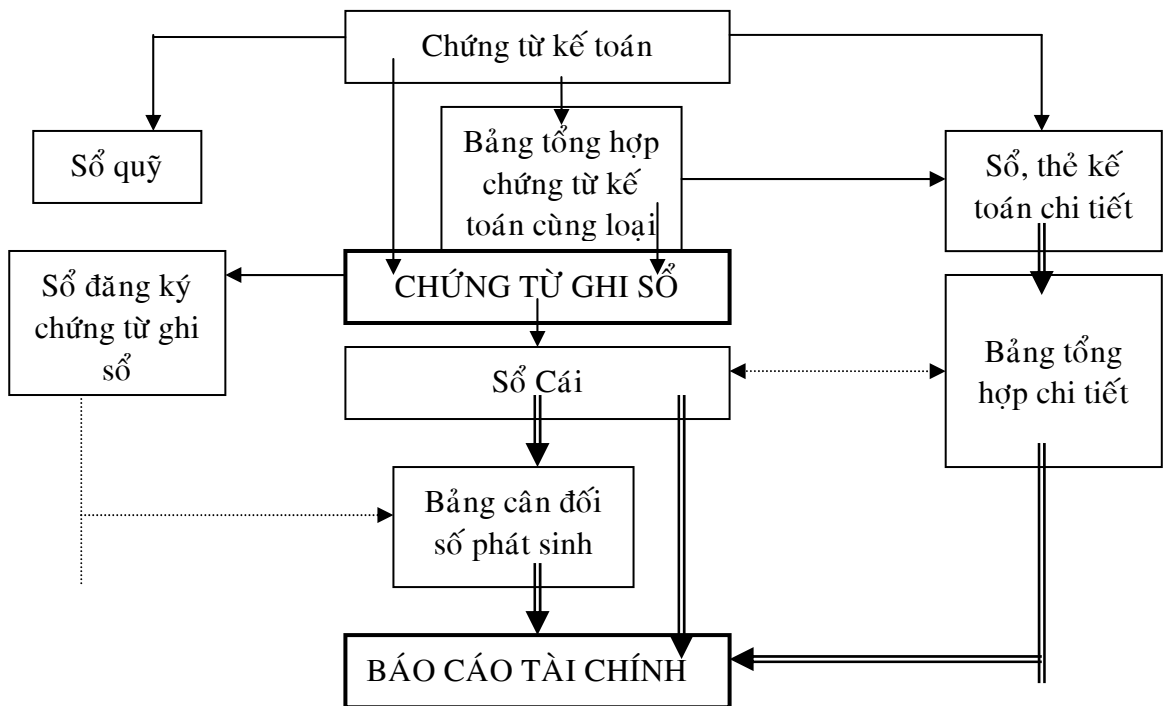 Chứng từ kế toán
Sổ quỹ
Bảng tổng hợp
chứng từ kế
toán cùng loại
Sổ, thẻ kế
toán chi tiết
Sổ đăng ký
chứng từ ghi
sổ
CHỨNG TỪ GHI SỔ
Sổ Cái
Bảng tổng
hợp chi tiết
Bảng cân đối
số phát sinh
BÁO CÁO TÀI CHÍNH